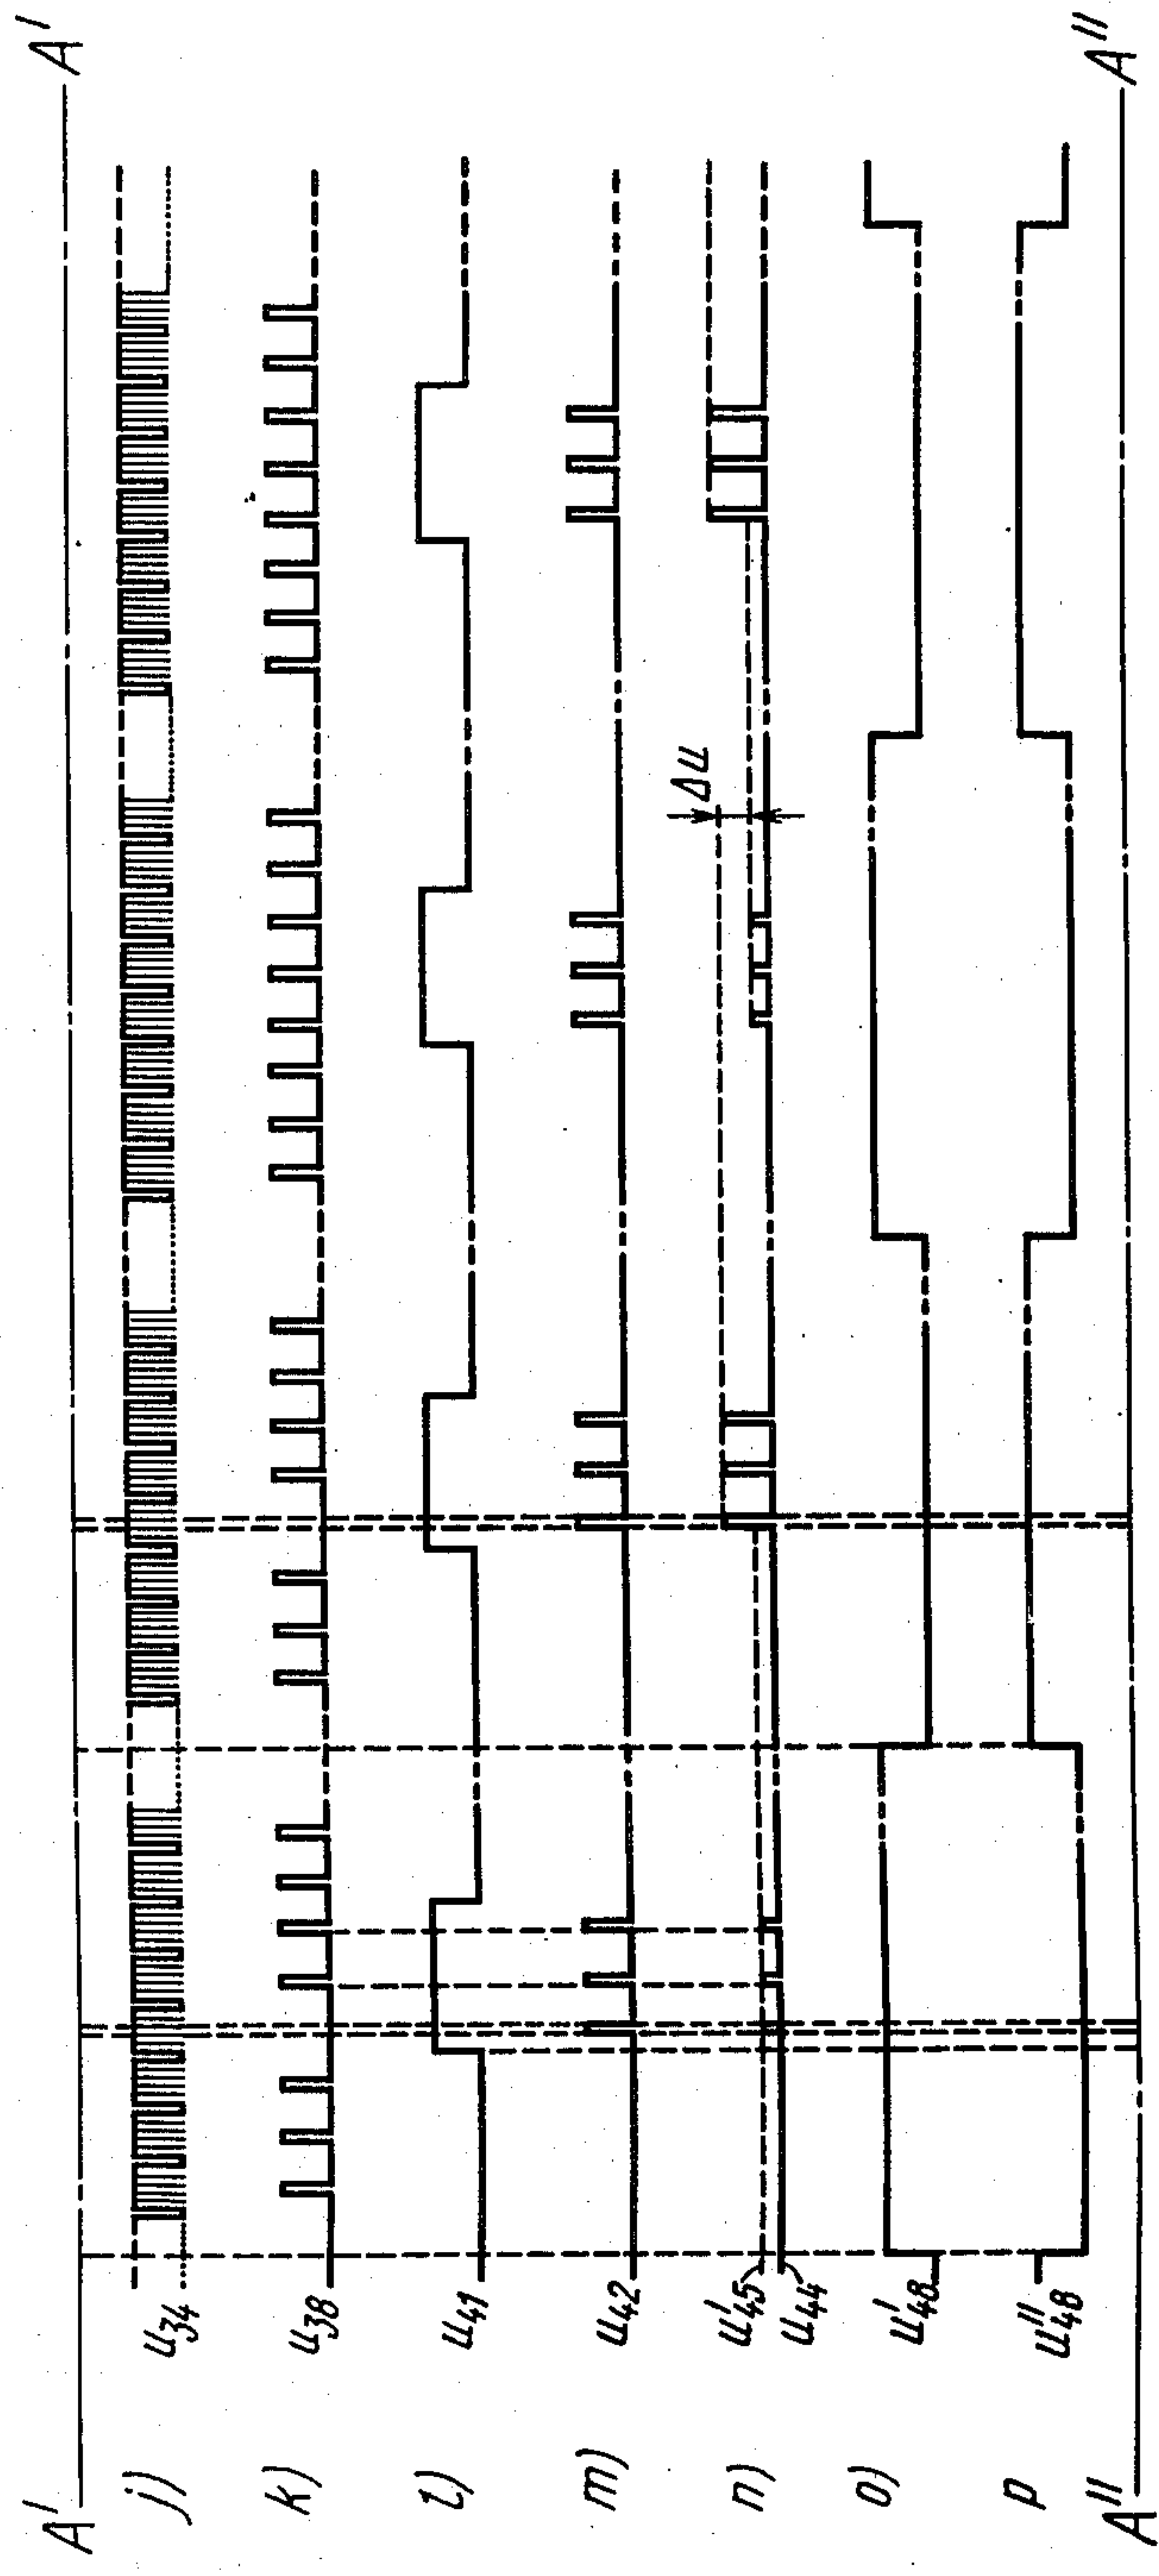 A' A'
j) u₃₄
k) u₃₈
l) u₄₁
m) u₄₂
n) u'₄₅
u₄₄
Δu
o) u'₄₈
p u''₄₈
A'' A''